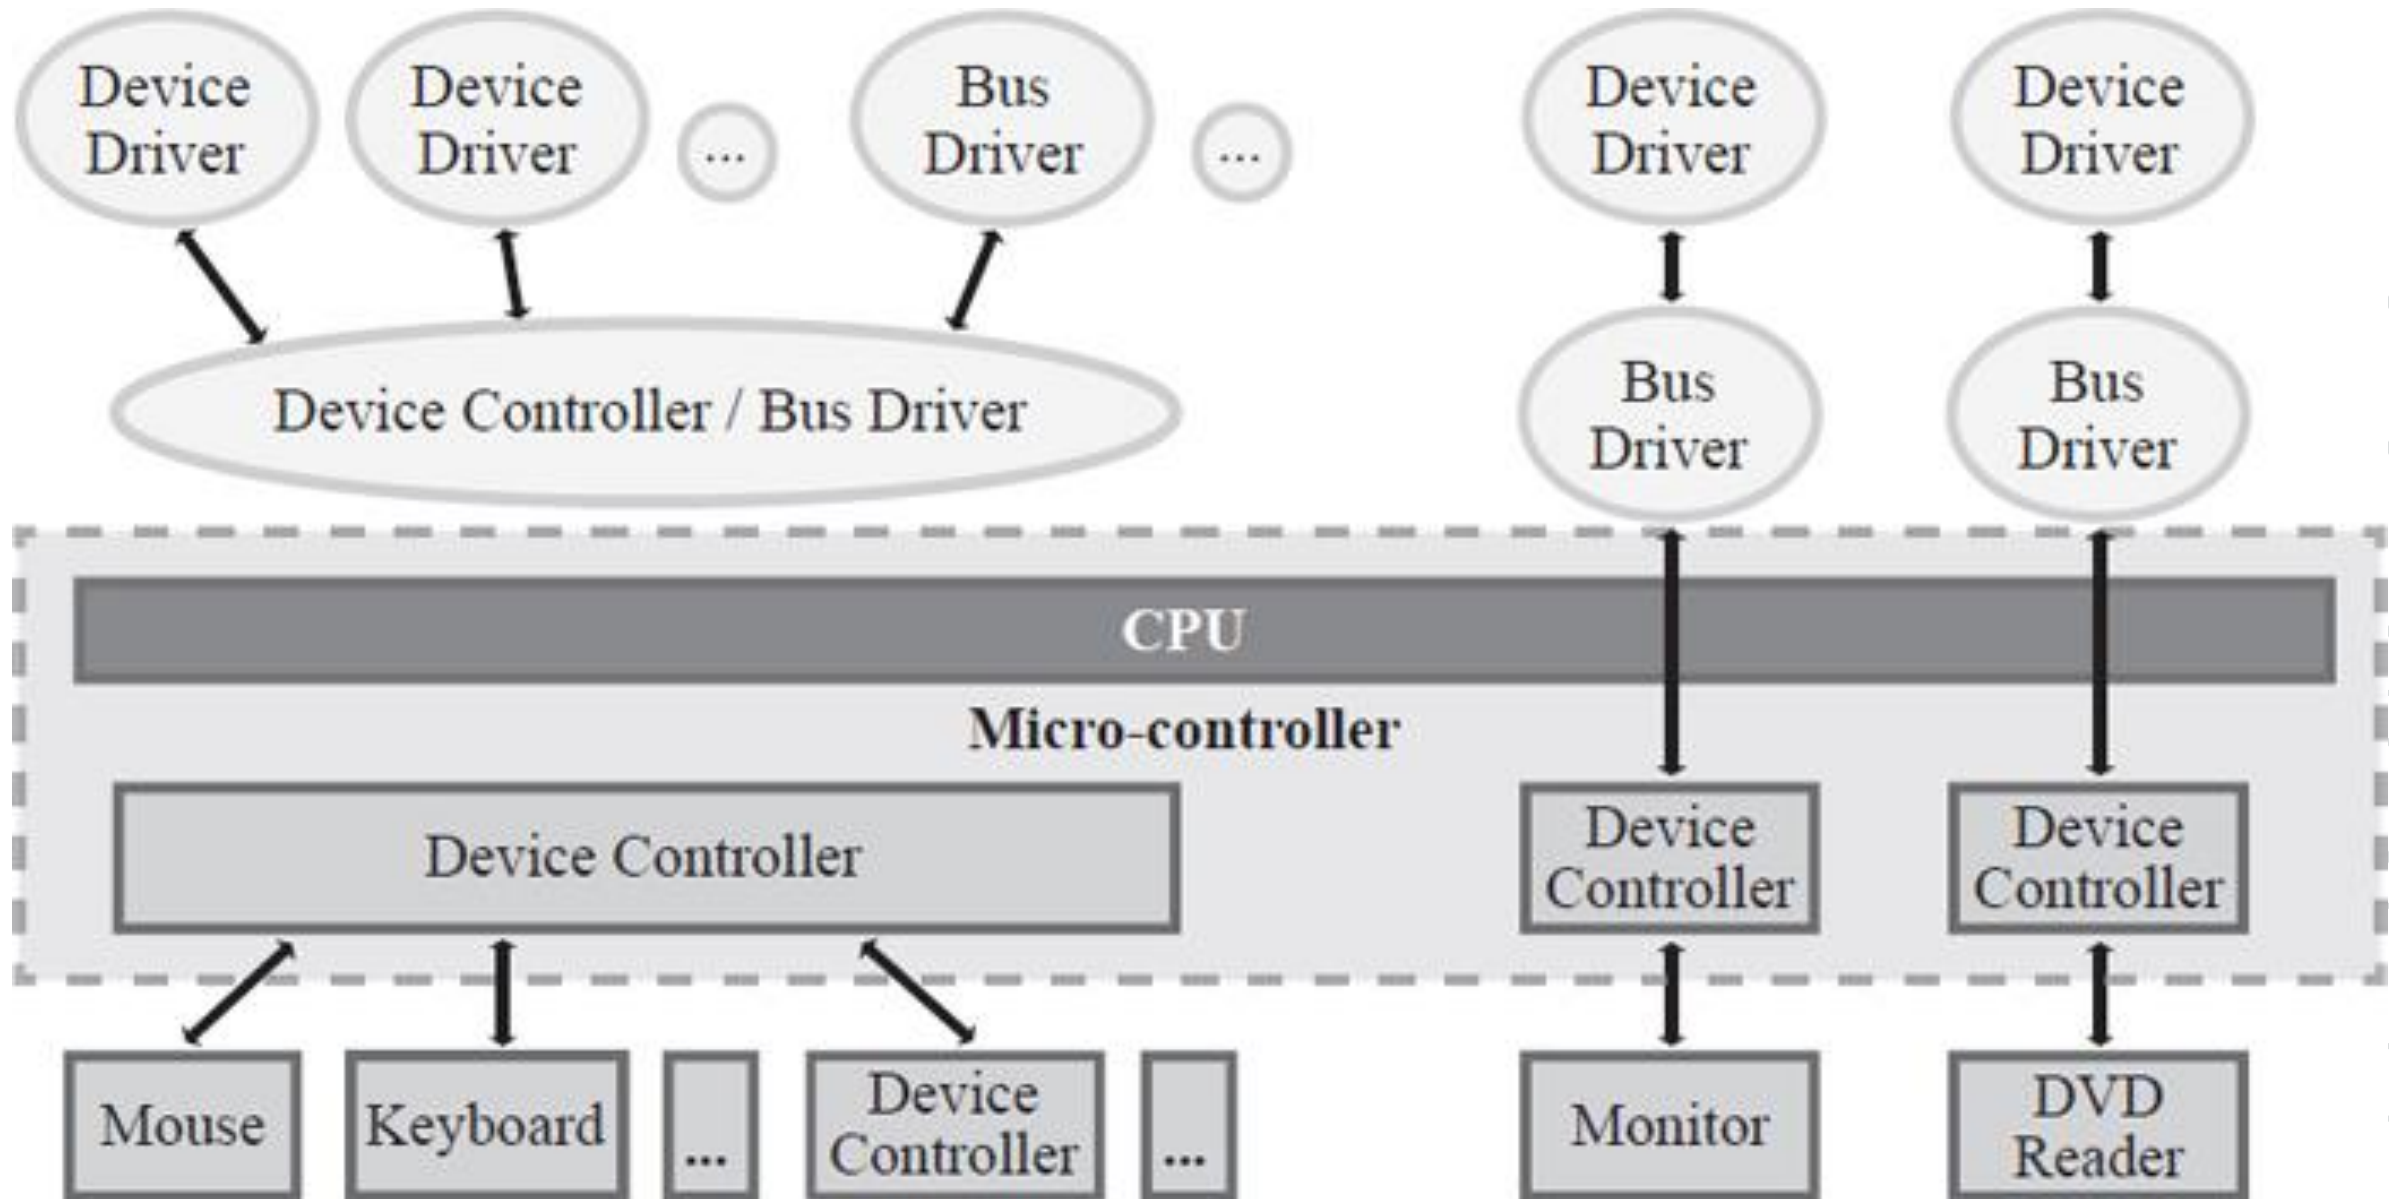 Device
Driver
Device
Driver
...
Bus
Driver
...
Device
Driver
Device
Driver
Device Controller / Bus Driver
Bus
Driver
Bus
Driver
CPU
Micro-controller
Device Controller
Device
Controller
Device
Controller
Mouse
Keyboard
...
Device
Controller
...
Monitor
DVD
Reader